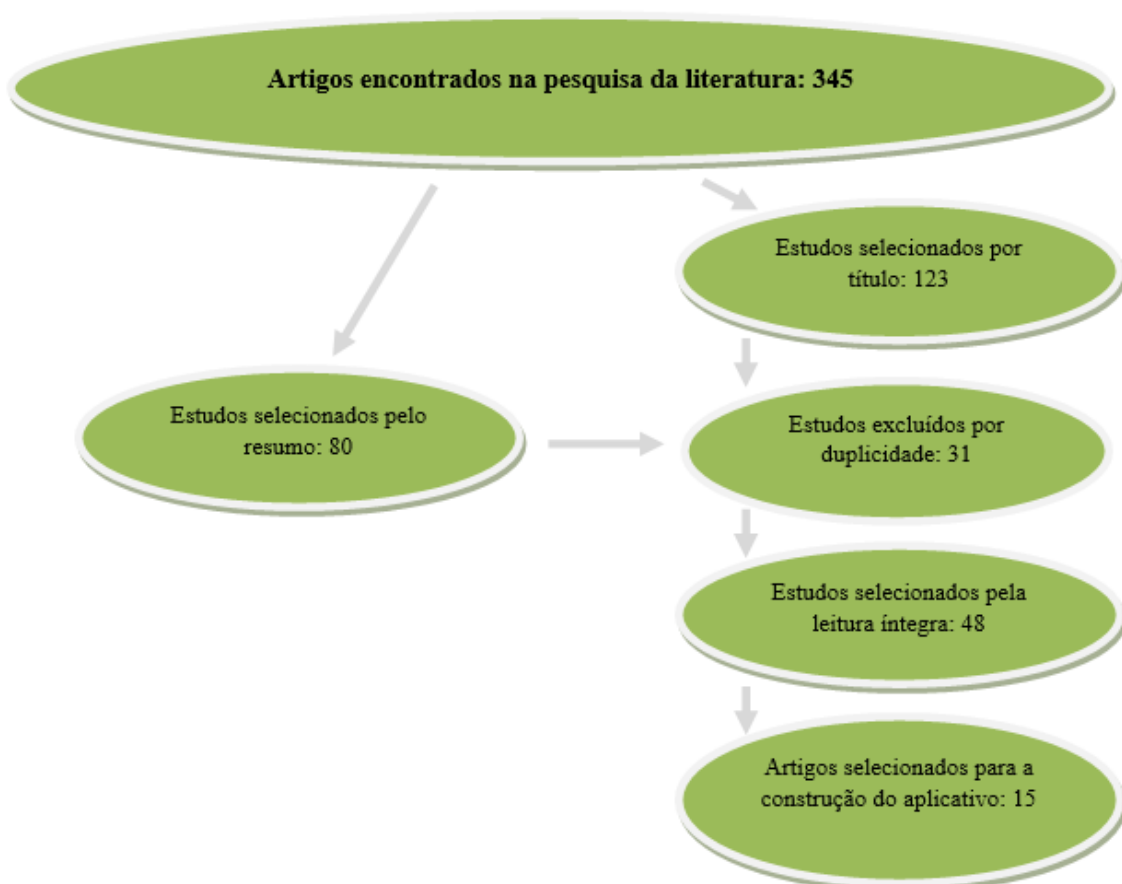 Artigos encontrados na pesquisa da literatura: 345
Estudos selecionados por
título: 123
Estudos selecionados pelo
resumo: 80
Estudos excluídos por
duplicidade: 31
Estudos selecionados pela
leitura íntegra: 48
Artigos selecionados para a
construção do aplicativo: 15